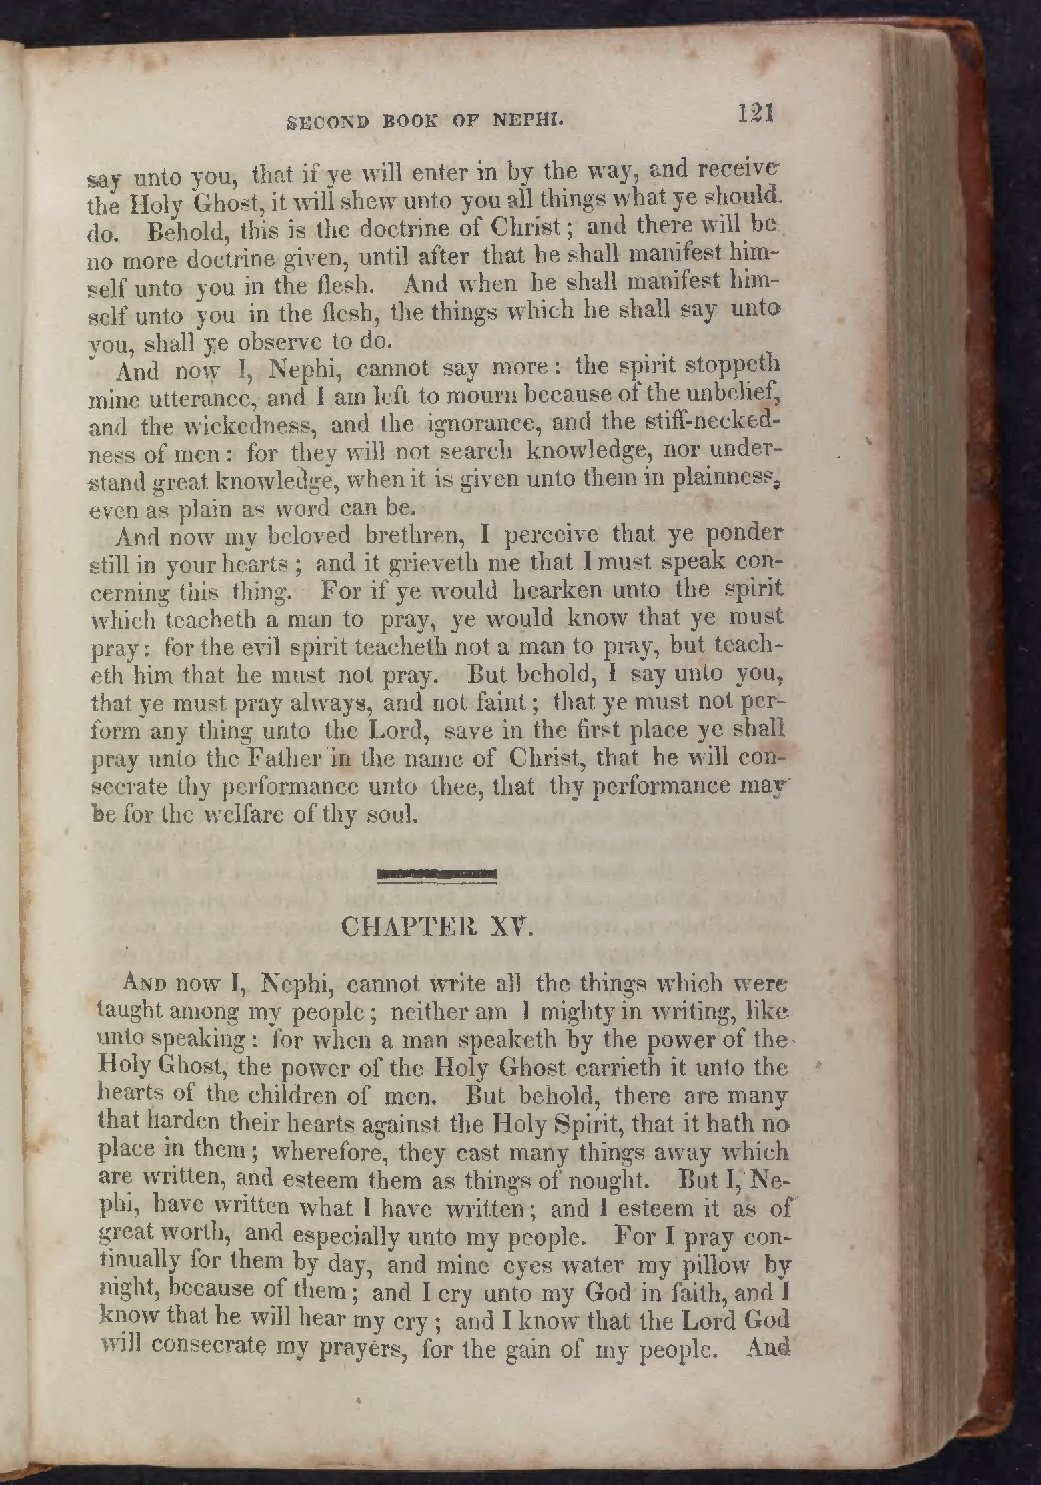 SECOND BOOK OF NEPHI. 121
say unto you, that if ye will enter in by the way, and receive
the Holy Ghost, it will shew unto you all things what ye should
do. Behold, this is the doctrine of Christ; and there will be
no more doctrine given, until after that he shall manifest him-
self unto you in the flesh. And when he shall manifest him-
self unto you in the flesh, the things which he shall say unto
you, shall ye observe to do.
And now I, Nephi, cannot say more: the spirit stoppeth
mine utterance, and I am left to mourn because of the unbelief,
and the wickedness, and the ignorance, and the stiff-necked-
ness of men: for they will not search knowledge, nor under-
stand great knowledge, when it is given unto them in plainness,
even as plain as word can be.
And now my beloved brethren, I perceive that ye ponder
still in your hearts; and it grieveth me that I must speak con-
cerning this thing. For if ye would hearken unto the spirit
which teacheth a man to pray, ye would know that ye must
pray: for the evil spirit teacheth not a man to pray, but teach-
eth him that he must not pray. But behold, I say unto you,
that ye must pray always, and not faint; that ye must not per-
form any thing unto the Lord, save in the first place ye shall
pray unto the Father in the name of Christ, that he will con-
secrate thy performance unto thee, that thy performance may
be for the welfare of thy soul.
CHAPTER XV.
AND now I, Nephi, cannot write all the things which were
taught among my people; neither am I mighty in writing, like
unto speaking: for when a man speaketh by the power of the
Holy Ghost, the power of the Holy Ghost carrieth it unto the
hearts of the children of men. But behold, there are many
that harden their hearts against the Holy Spirit, that it hath no
place in them; wherefore, they cast many things away which
are written, and esteem them as things of nought. But I, Ne-
phi, have written what I have written; and I esteem it as of
great worth, and especially unto my people. For I pray con-
tinually for them by day, and mine eyes water my pillow by
night, because of them; and I cry unto my God in faith, and I
know that he will hear my cry; and I know that the Lord God
will consecrate my prayers, for the gain of my people. And